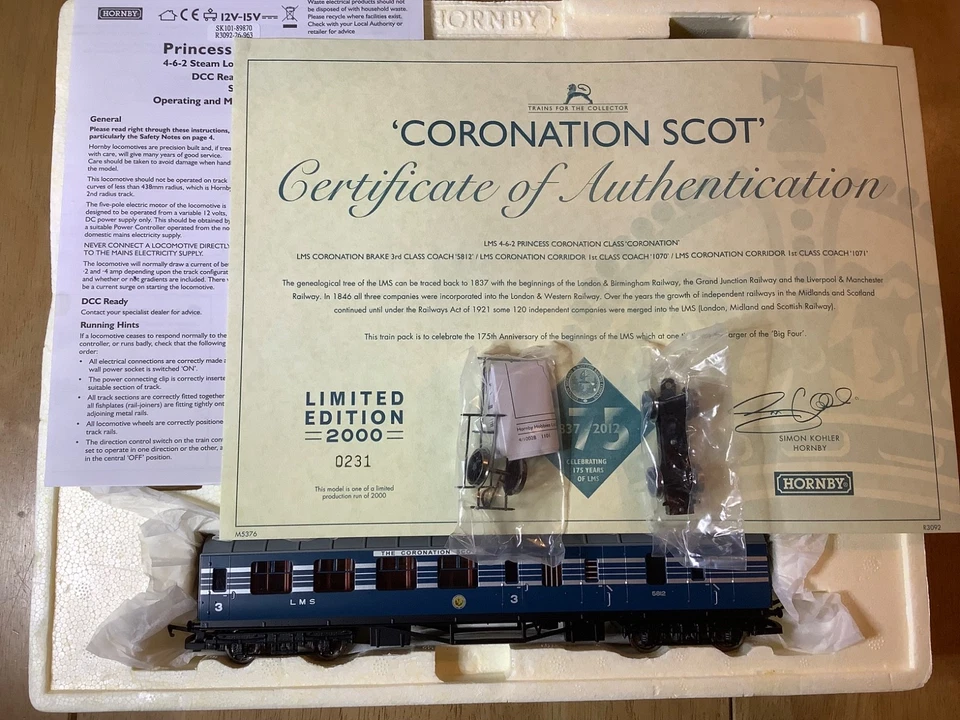 HORNBY
12V-15V
SK101-89870
R3092-76-963
Waste electrical products should not
be disposed of with household waste.
Please recycle where facilities exist.
Check with your Local Authority or
retailer for advice
Princess
4-6-2 Steam Lo
DCC Rea
S
Operating and M
General
Please read right through these instructions,
particularly the Safety Notes on page 4.
Hornby locomotives are precision built and, if trea
with care, will give many years of good service.
Care should be taken to avoid damage when hand
the model.
This locomotive should not be operated on track
curves of less than 438mm radius, which is Hornby
2nd radius track.
The five-pole electric motor of the locomotive is
designed to be operated from a variable 12 volts,
DC power supply only. This should be obtained by
a suitable Power Controller operated from the no
domestic mains electricity supply.
NEVER CONNECT A LOCOMOTIVE DIRECTLY
TO THE MAINS ELECTRICITY SUPPLY.
The locomotive will normally draw a current of be
·2 and ·4 amp depending upon the track configurat
and whether or not gradients are included. There
be a current surge on starting the locomotive.
DCC Ready
Contact your specialist dealer for advice.
Running Hints
If a locomotive ceases to respond normally to the
controller, or runs badly, check that the following
order:
• All electrical connections are correctly made
wall power socket is switched 'ON'.
• The power connecting clip is correctly inserte
suitable section of track.
• All track sections are correctly fitted together
all fishplates (rail-joiners) are fitting tightly ont
adjoining metal rails.
• All locomotive wheels are correctly positione
track rails.
• The direction control switch on the train con
set to operate in one direction or the other,
in the central 'OFF' position.
HORNBY
TRAINS FOR THE COLLECTOR
'CORONATION SCOT'
Certificate of Authentication
LMS 4-6-2 PRINCESS CORONATION CLASS 'CORONATION'
LMS CORONATION BRAKE 3rd CLASS COACH '5812' / LMS CORONATION CORRIDOR 1st CLASS COACH '1070' / LMS CORONATION CORRIDOR 1st CLASS COACH '1071'
The genealogical tree of the LMS can be traced back to 1837 with the beginnings of the London & Birmingham Railway, the Grand Junction Railway and the Liverpool & Manchester
Railway. In 1846 all three companies were incorporated into the London & Western Railway. Over the years the growth of independent railways in the Midlands and Scotland
continued until under the Railways Act of 1921 some 120 independent companies were merged into the LMS (London, Midland and Scottish Railway).
This train pack is to celebrate the 175th Anniversary of the beginnings of the LMS which at one arger of the 'Big Four'.
LIMITED
EDITION
2000
0231
This model is one of a limited
production run of 2000
837 / 2012
75
CELEBRATING
175 YEARS
OF LMS
SIMON KOHLER
HORNBY
HORNBY
M5376
R3092
THE CORONATION
3
LMS
3
5812